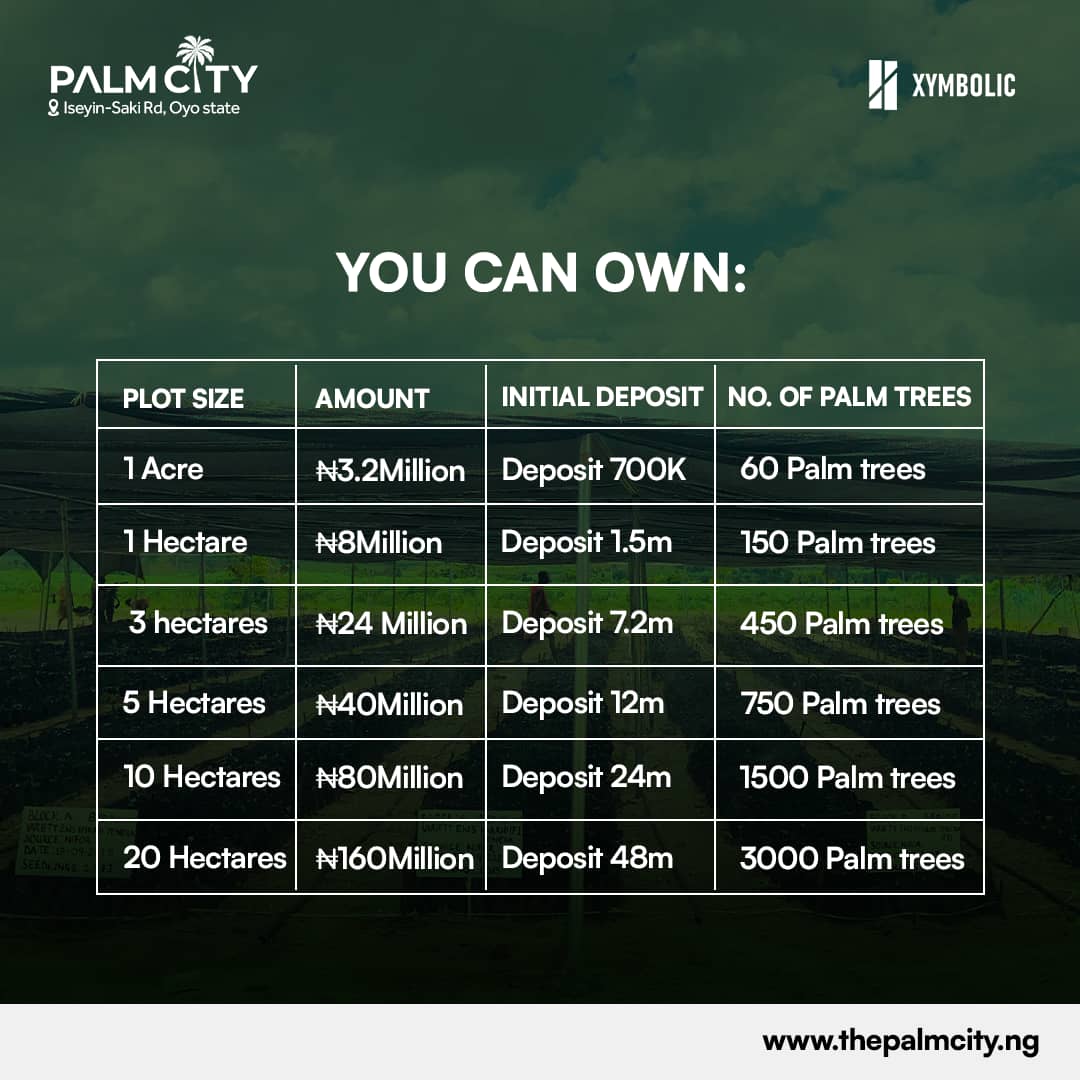 PALM CITY
Iseyin-Saki Rd, Oyo state
XYMBOLIC
YOU CAN OWN:
PLOT SIZE AMOUNT INITIAL DEPOSIT NO. OF PALM TREES
1 Acre ₦3.2Million Deposit 700K 60 Palm trees
1 Hectare ₦8Million Deposit 1.5m 150 Palm trees
3 hectares ₦24 Million Deposit 7.2m 450 Palm trees
5 Hectares ₦40Million Deposit 12m 750 Palm trees
10 Hectares ₦80Million Deposit 24m 1500 Palm trees
20 Hectares ₦160Million Deposit 48m 3000 Palm trees
BLOCK A
www.thepalmcity.ng